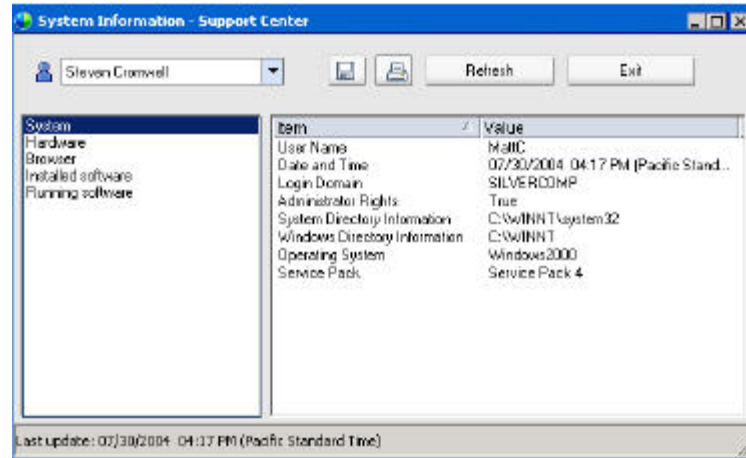 System Information - Support Center
Steven Cromwell
Refresh
Exit
System
Hardware
Browser
Installed software
Running software
Item Value
User Name MattC
Date and Time 07/30/2004 04:17 PM (Pacific Stand...
Login Domain SILVERCOMP
Administrator Rights True
System Directory Information C:\WINNT\system32
Windows Directory Information C:\WINNT
Operating System Windows2000
Service Pack Service Pack 4
Last update: 07/30/2004 04:17 PM (Pacific Standard Time)